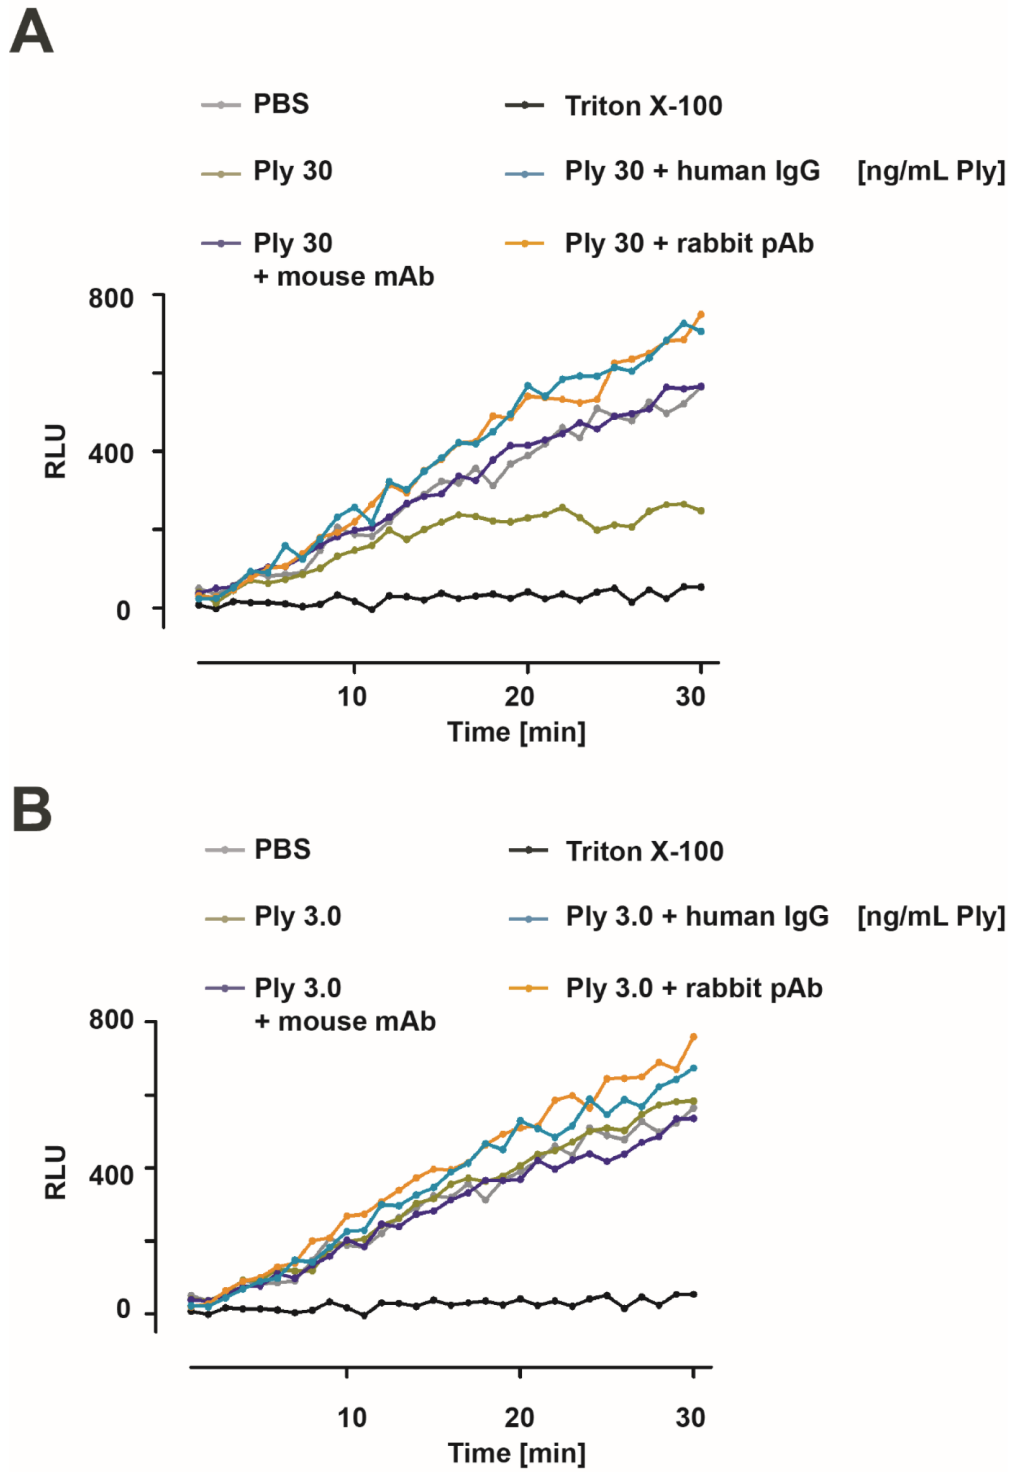 A
PBS
Triton X-100
Ply 30
Ply 30 + human IgG [ng/mL Ply]
Ply 30
+ mouse mAb
Ply 30 + rabbit pAb
800
400
0
RLU
10 20 30
Time [min]
B
PBS
Triton X-100
Ply 3.0
Ply 3.0 + human IgG [ng/mL Ply]
Ply 3.0
+ mouse mAb
Ply 3.0 + rabbit pAb
800
400
0
RLU
10 20 30
Time [min]